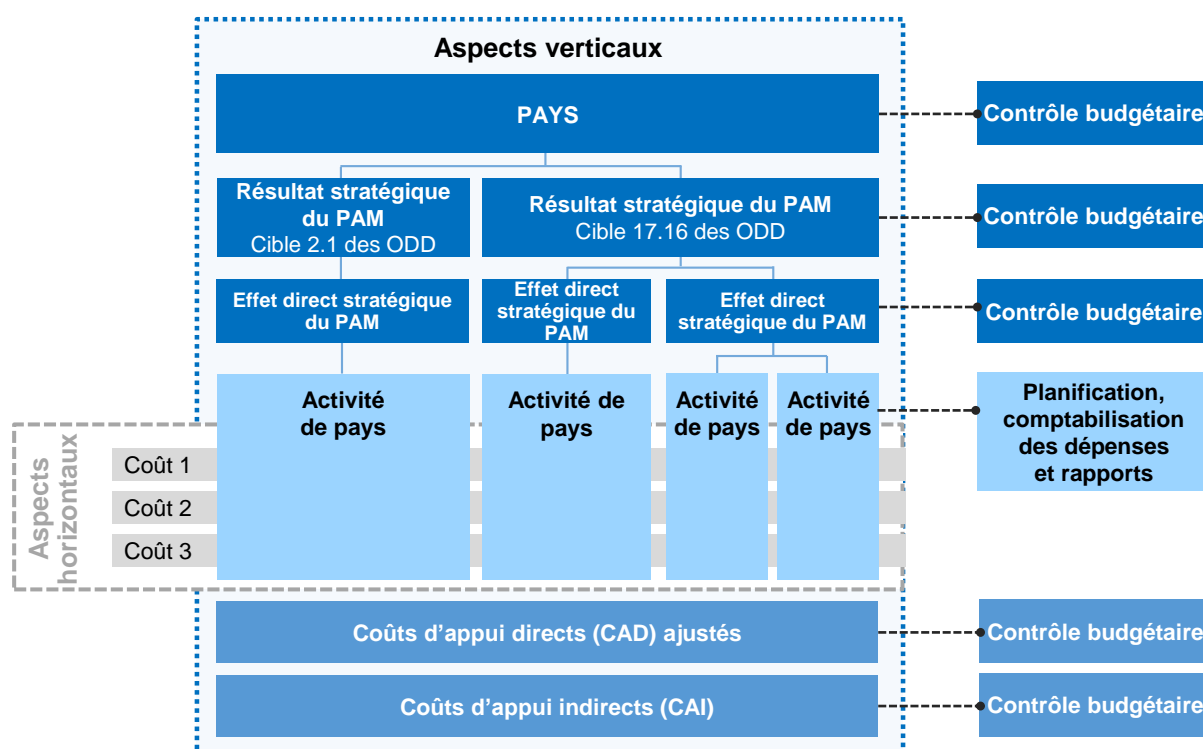 Aspects verticaux
PAYS
Contrôle budgétaire
Résultat stratégique
du PAM
Cible 2.1 des ODD
Résultat stratégique du PAM
Cible 17.16 des ODD
Contrôle budgétaire
Effet direct stratégique
du PAM
Effet direct
stratégique du
PAM
Effet direct
stratégique du PAM
Contrôle budgétaire
Activité
de pays
Activité de
pays
Activité
de pays
Activité
de pays
Planification,
comptabilisation
des dépenses
et rapports
Aspects
horizontaux
Coût 1
Coût 2
Coût 3
Coûts d'appui directs (CAD) ajustés
Contrôle budgétaire
Coûts d'appui indirects (CAI)
Contrôle budgétaire